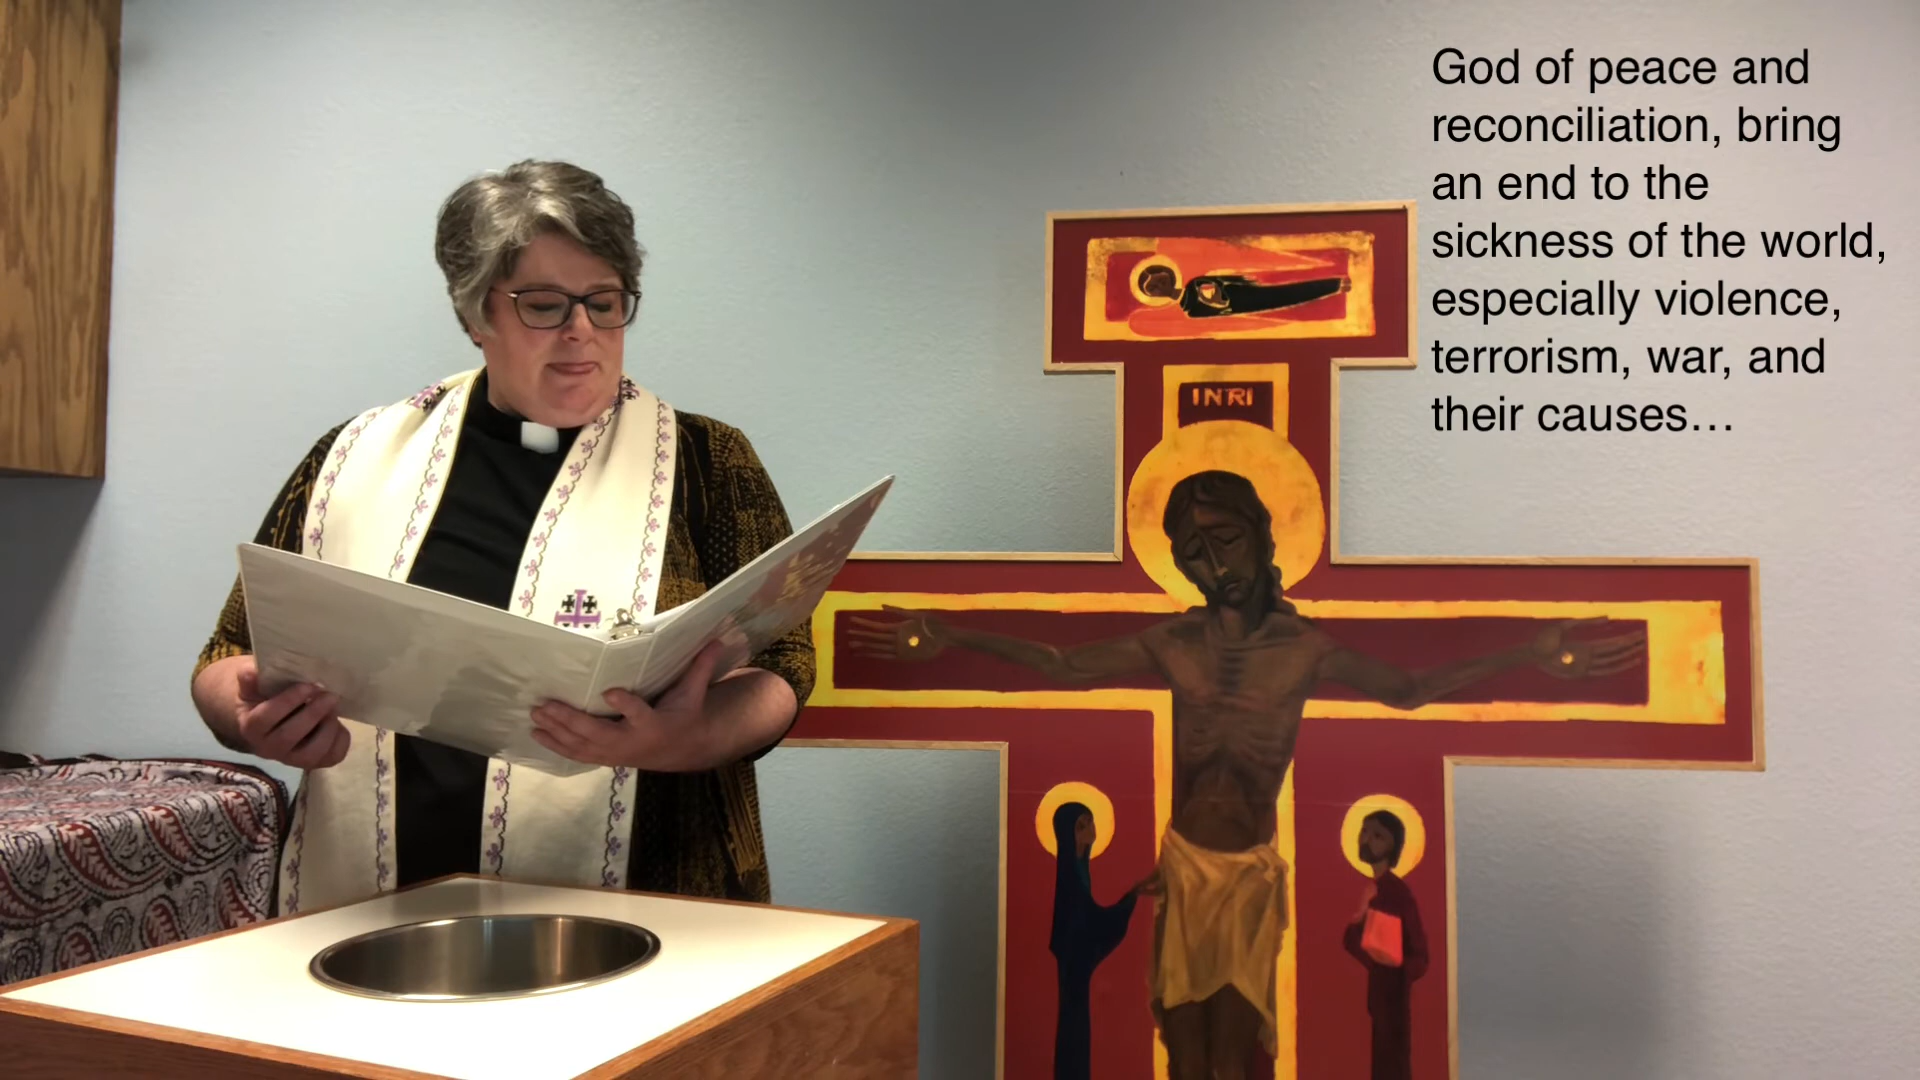 God of peace and
reconciliation, bring
an end to the
sickness of the world,
especially violence,
terrorism, war, and
their causes…
INRI